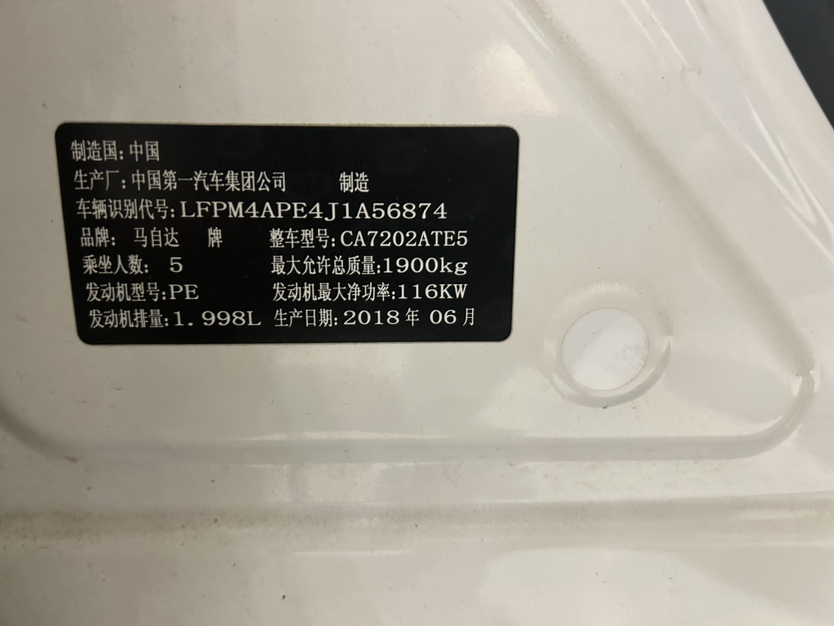 制造国:中国
生产厂:中国第一汽车集团公司 制造
车辆识别代号:LFPM4APE4J1A56874
品牌: 马自达 牌 整车型号:CA7202ATE5
乘坐人数: 5 最大允许总质量:1900kg
发动机型号:PE 发动机最大净功率:116KW
发动机排量:1.998L 生产日期:2018年 06月